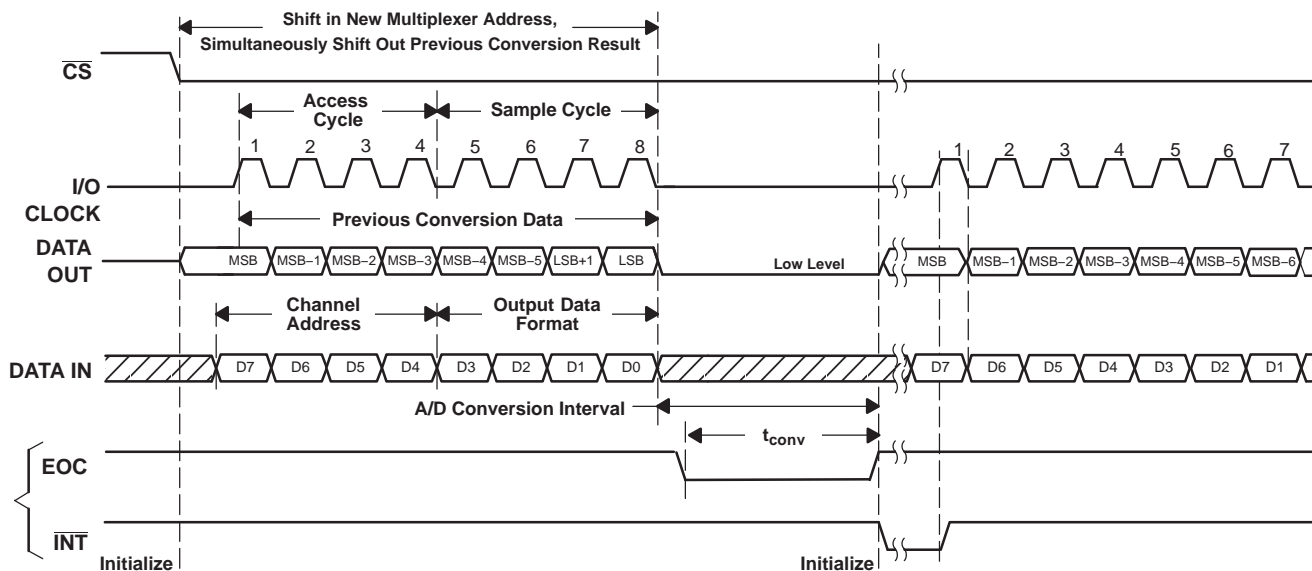 Shift in New Multiplexer Address,
Simultaneously Shift Out Previous Conversion Result
CS
Access
Cycle
Sample Cycle
1 2 3 4 5 6 7 8 1 2 3 4 5 6 7
I/O
CLOCK
Previous Conversion Data
DATA
OUT
MSB MSB–1 MSB–2 MSB–3 MSB–4 MSB–5 LSB+1 LSB Low Level MSB MSB–1 MSB–2 MSB–3 MSB–4 MSB–5 MSB–6
Channel
Address
Output Data
Format
DATA IN D7 D6 D5 D4 D3 D2 D1 D0 D7 D6 D5 D4 D3 D2 D1
A/D Conversion Interval
tconv
EOC
INT
Initialize Initialize